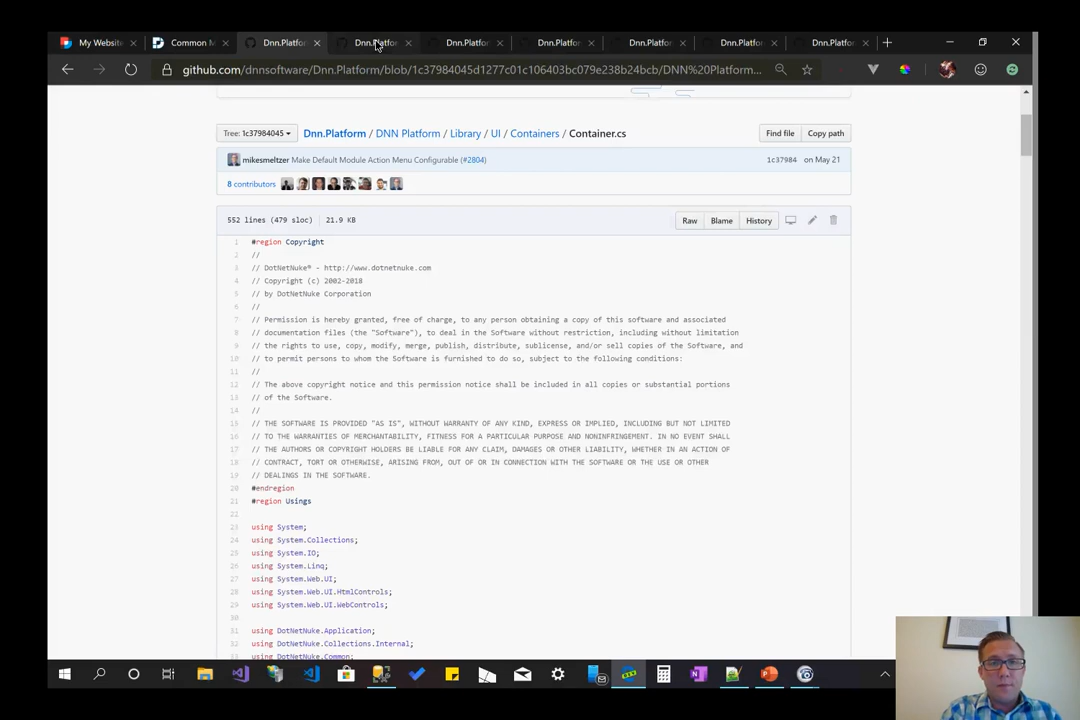 My Website
Common M
Dnn.Platfor
Dnn.Platfor
Dnn.Platfor
Dnn.Platfor
Dnn.Platfor
Dnn.Platfor
Dnn.Platfor
github.com/dnnsoftware/Dnn.Platform/blob/1c37984045d1277c01c106403bc079e238b24bcb/DNN%20Platform...
Tree: 1c37984045
Dnn.Platform / DNN Platform / Library / UI / Containers / Container.cs
Find file
Copy path
mikesmeltzer Make Default Module Action Menu Configurable (#2804)
1c37984 on May 21
8 contributors
552 lines (479 sloc) | 21.9 KB
Raw
Blame
History
1 #region Copyright
2 //
3 // DotNetNuke® - http://www.dotnetnuke.com
4 // Copyright (c) 2002-2018
5 // by DotNetNuke Corporation
6 //
7 // Permission is hereby granted, free of charge, to any person obtaining a copy of this software and associated
8 // documentation files (the "Software"), to deal in the Software without restriction, including without limitation
9 // the rights to use, copy, modify, merge, publish, distribute, sublicense, and/or sell copies of the Software, and
10 // to permit persons to whom the Software is furnished to do so, subject to the following conditions:
11 //
12 // The above copyright notice and this permission notice shall be included in all copies or substantial portions
13 // of the Software.
14 //
15 // THE SOFTWARE IS PROVIDED "AS IS", WITHOUT WARRANTY OF ANY KIND, EXPRESS OR IMPLIED, INCLUDING BUT NOT LIMITED
16 // TO THE WARRANTIES OF MERCHANTABILITY, FITNESS FOR A PARTICULAR PURPOSE AND NONINFRINGEMENT. IN NO EVENT SHALL
17 // THE AUTHORS OR COPYRIGHT HOLDERS BE LIABLE FOR ANY CLAIM, DAMAGES OR OTHER LIABILITY, WHETHER IN AN ACTION OF
18 // CONTRACT, TORT OR OTHERWISE, ARISING FROM, OUT OF OR IN CONNECTION WITH THE SOFTWARE OR THE USE OR OTHER
19 // DEALINGS IN THE SOFTWARE.
20 #endregion
21 #region Usings
22
23 using System;
24 using System.Collections;
25 using System.IO;
26 using System.Linq;
27 using System.Web.UI;
28 using System.Web.UI.HtmlControls;
29 using System.Web.UI.WebControls;
30
31 using DotNetNuke.Application;
32 using DotNetNuke.Collections.Internal;
33 using DotNetNuke.Common;